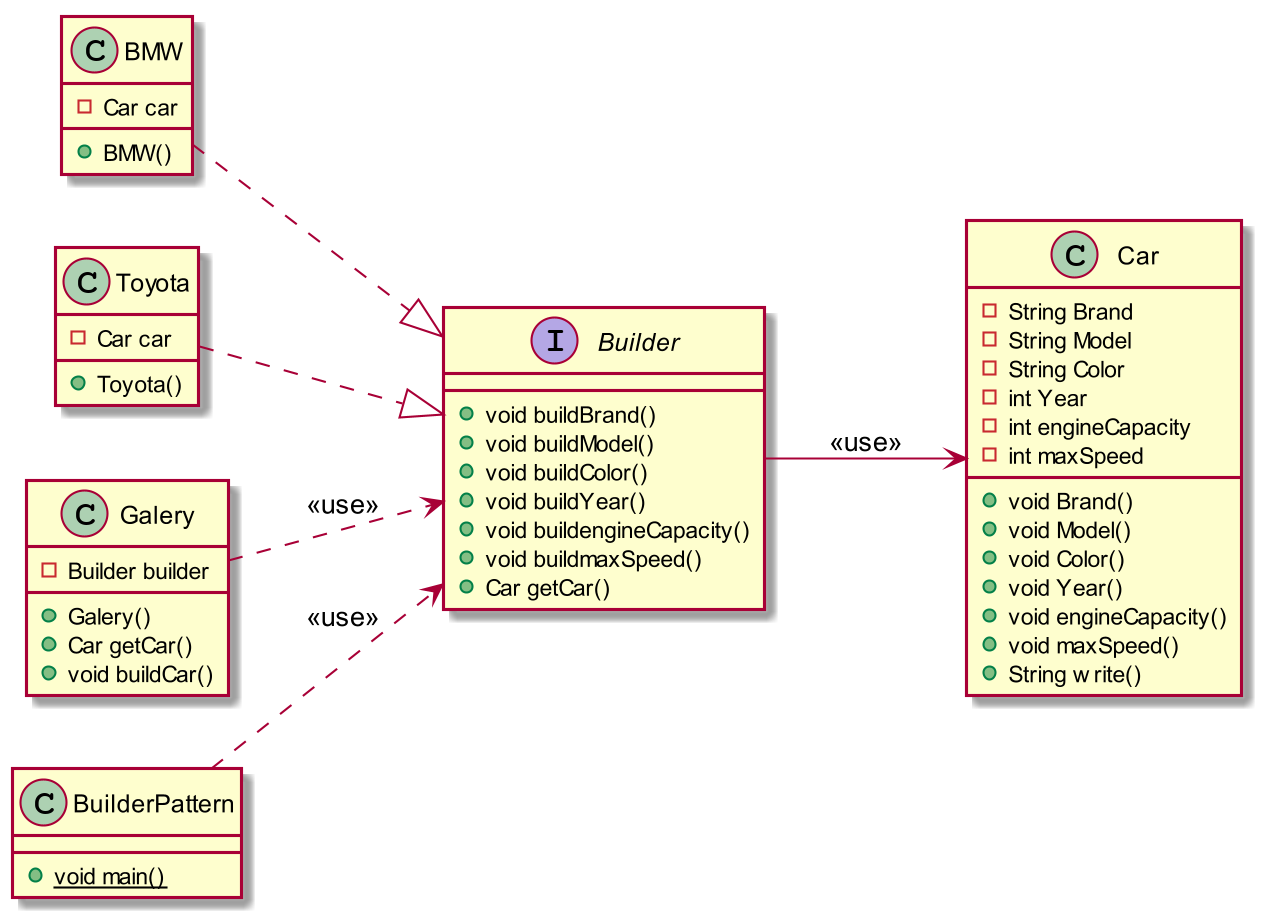 C BMW
Car car
BMW()
C Toyota
Car car
Toyota()
C Galery
Builder builder
Galery()
Car getCar()
void buildCar()
C BuilderPattern
void main()
«use»
«use»
I Builder
void buildBrand()
void buildModel()
void buildColor()
void buildYear()
void buildengineCapacity()
void buildmaxSpeed()
Car getCar()
«use»
C Car
String Brand
String Model
String Color
int Year
int engineCapacity
int maxSpeed
void Brand()
void Model()
void Color()
void Year()
void engineCapacity()
void maxSpeed()
String write()